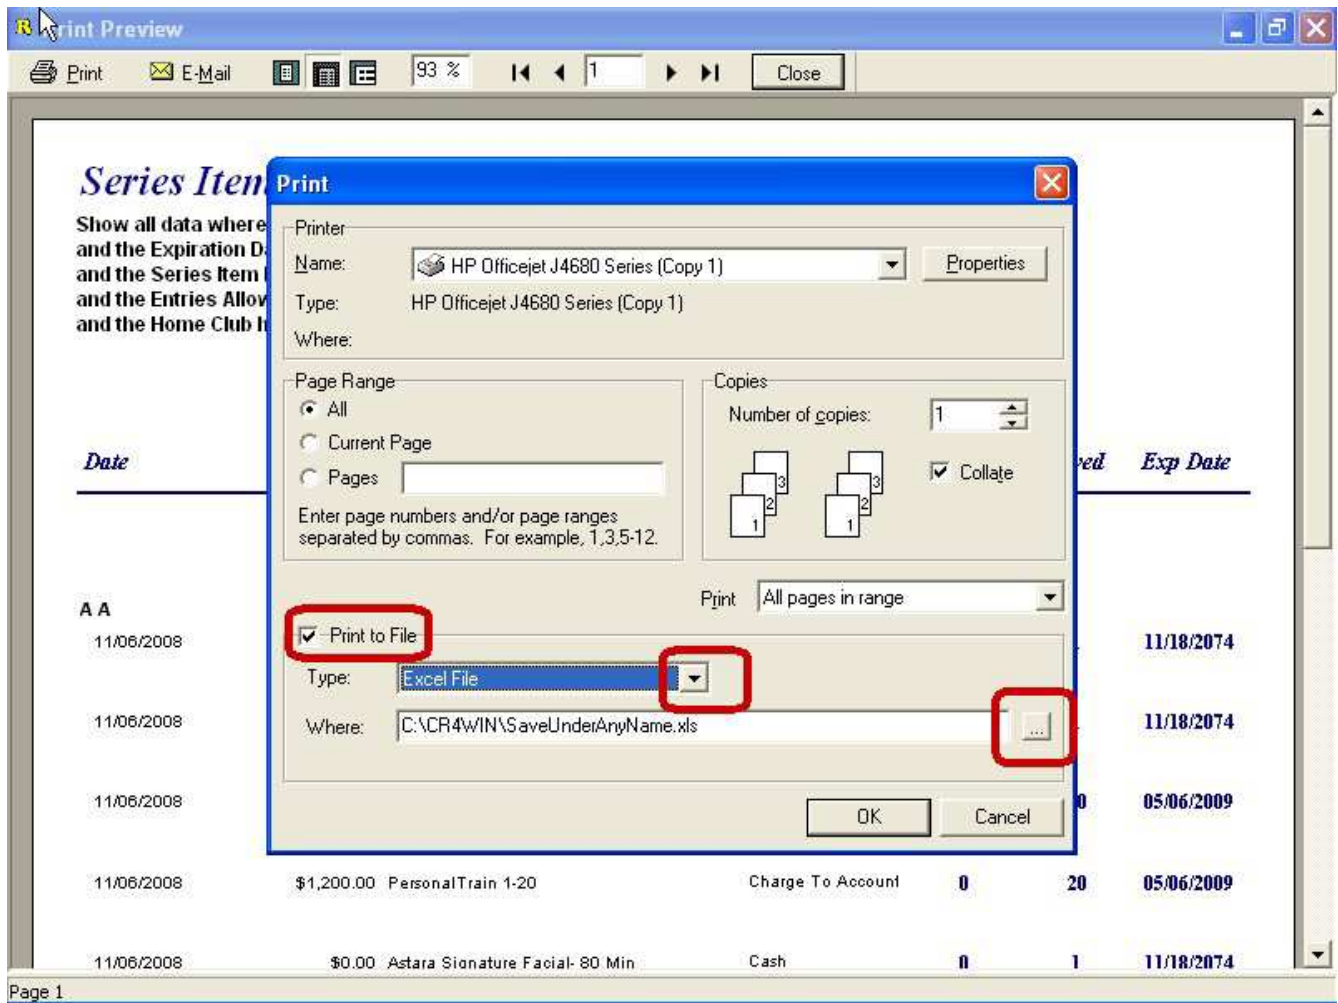 Print Preview
Print E-Mail 93 % 1 Close
Series Item
Show all data where
and the Expiration
and the Series Item
and the Entries
and the Home Club
Date Exp Date
A A
11/06/2008 11/18/2074
11/06/2008 11/18/2074
11/06/2008 05/06/2009
11/06/2008 $1,200.00 PersonalTrain 1-20 Charge To Account 0 20 05/06/2009
11/06/2008 $0.00 Astara Signature Facial- 80 Min Cash 0 1 11/18/2074
Page 1
Print
Printer
Name: HP Officejet J4680 Series (Copy 1) Properties
Type: HP Officejet J4680 Series (Copy 1)
Where:
Page Range
All
Current Page
Pages
Enter page numbers and/or page ranges
separated by commas. For example, 1,3,5-12.
Copies
Number of copies: 1
3 3
2 2
1 1
Collate
Print All pages in range
Print to File
Type: Excel File
Where: C:\CR4WIN\SaveUnderAnyName.xls ...
OK Cancel